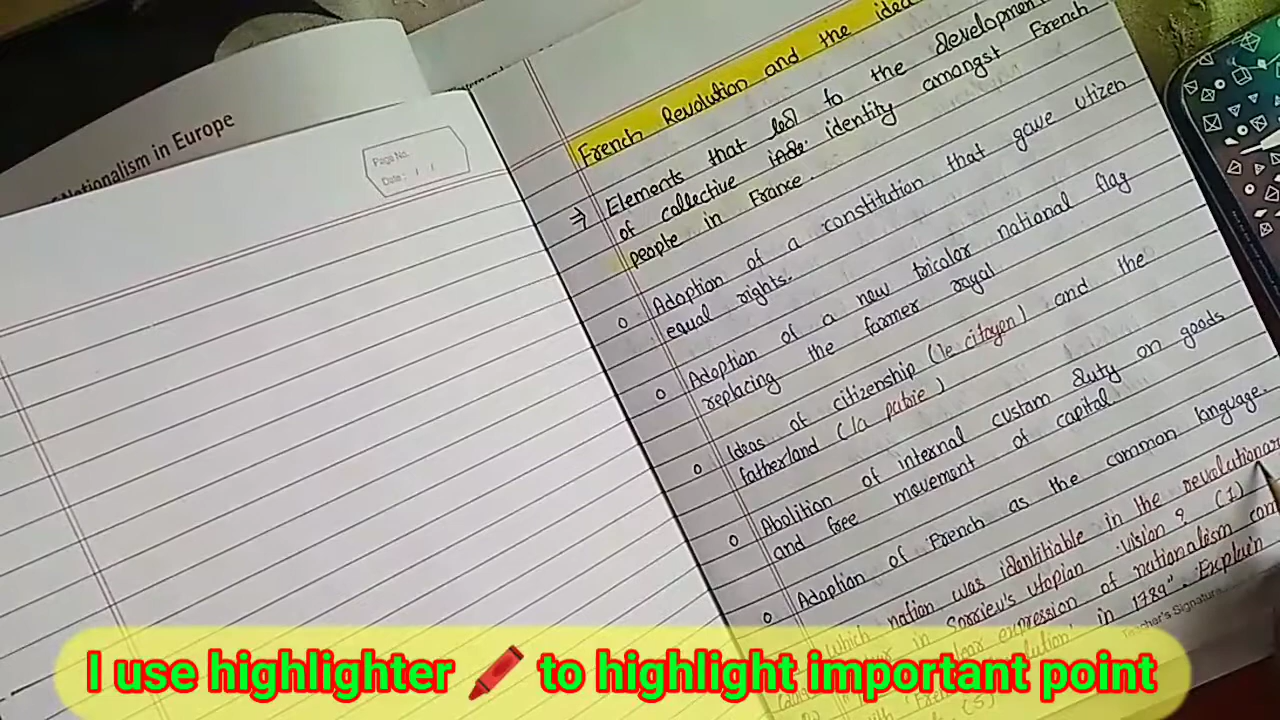 Nationalism in Europe
Page No.
Date: / /
French Revolution and the idea
⇒ Elements that led to the development
of collective identity amongst French
people in France.
o Adoption of a constitution that gave citizen
equal rights.
o Adoption of a new tricolor national flag
replacing the farmer royal
o Ideas of citizenship (le citoyen) and the
fatherland (la patrie)
o Abolition of internal custom duty on goods
and free movement of capital
o Adoption of French as the common language.
Which nation was identifiable in the revolutionary
in Sorrieu's utopian vision? (1)
clear expression of nationalism
in 1789". Explain
Teacher's Signature
(5)
I use highlighter 🖍 to highlight important point